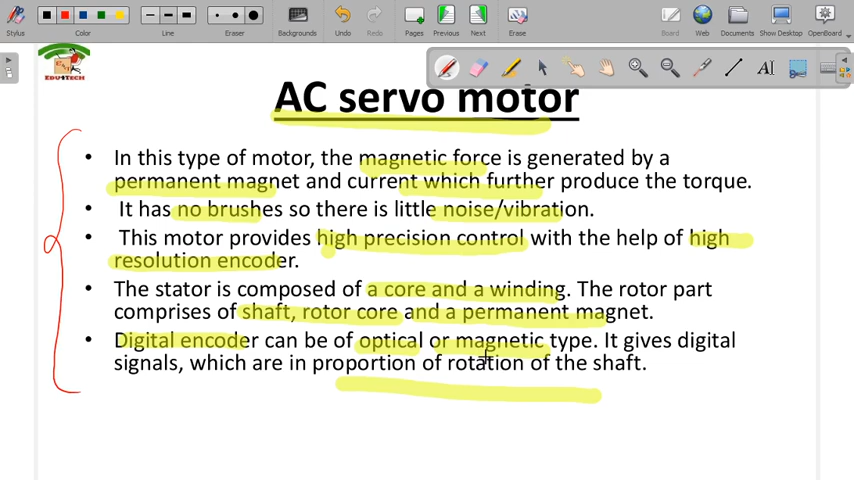 Stylus
Color
Line
Eraser
Backgrounds
Undo
Redo
Pages
Previous
Next
Erase
Board
Web
Documents
Show Desktop
OpenBoard
EDU4TECH
AC servo motor
• In this type of motor, the magnetic force is generated by a
permanent magnet and current which further produce the torque.
• It has no brushes so there is little noise/vibration.
• This motor provides high precision control with the help of high
resolution encoder.
• The stator is composed of a core and a winding. The rotor part
comprises of shaft, rotor core and a permanent magnet.
• Digital encoder can be of optical or magnetic type. It gives digital
signals, which are in proportion of rotation of the shaft.